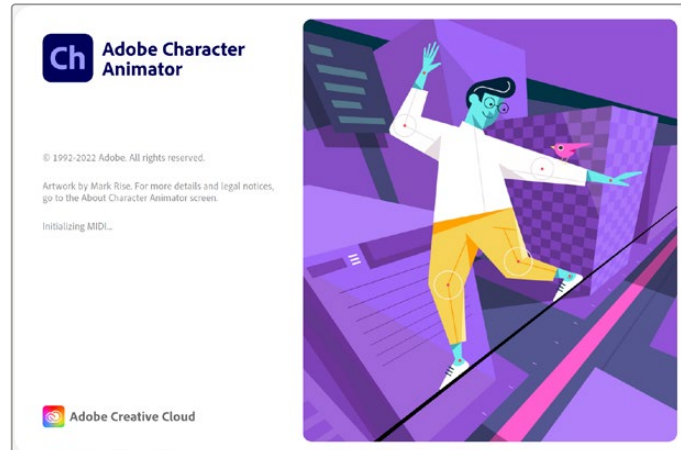 Ch
Adobe Character
Animator
© 1992-2022 Adobe. All rights reserved.
Artwork by Mark Rise. For more details and legal notices,
go to the About Character Animator screen.
Initializing MIDI...
Adobe Creative Cloud